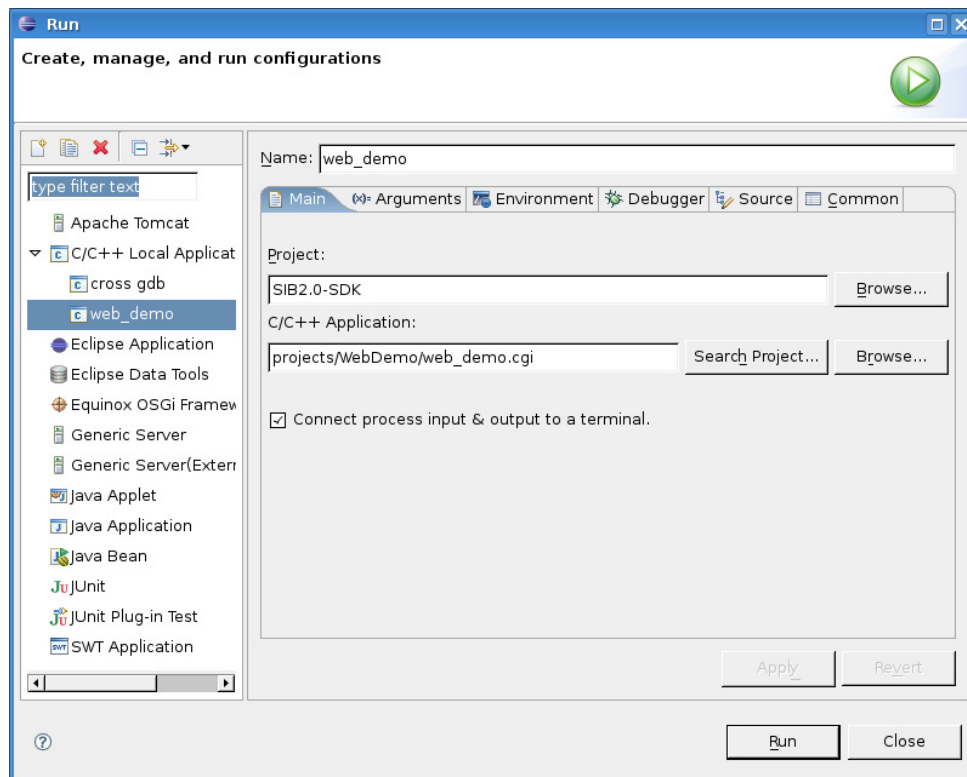 Run
Create, manage, and run configurations
Name: web_demo
type filter text
Main (x)= Arguments Environment Debugger Source Common
Apache Tomcat
C/C++ Local Applicat
cross gdb
web_demo
Eclipse Application
Eclipse Data Tools
Equinox OSGi Framew
Generic Server
Generic Server(Extern
Java Applet
Java Application
Java Bean
JUnit
JUnit Plug-in Test
SWT Application
Project:
SIB2.0-SDK Browse...
C/C++ Application:
projects/WebDemo/web_demo.cgi Search Project... Browse...
Connect process input & output to a terminal.
Apply Revert
Run Close